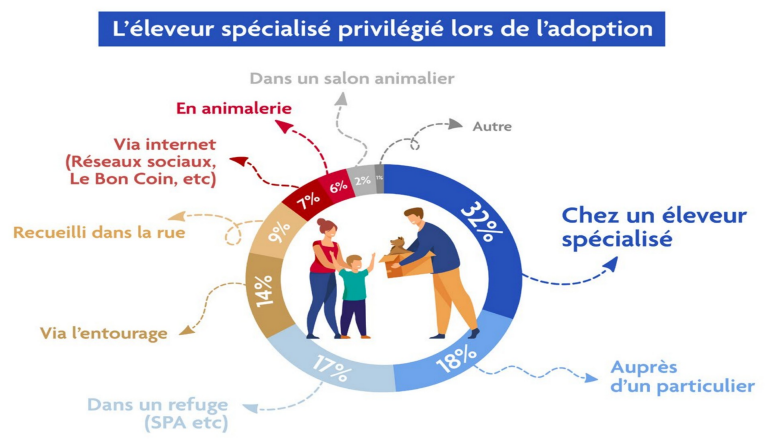 L'éleveur spécialisé privilégié lors de l'adoption
Dans un salon animalier
En animalerie
Autre
Via internet
(Réseaux sociaux,
Le Bon Coin, etc)
Recueilli dans la rue
Via l'entourage
Dans un refuge
(SPA etc)
Auprès
d'un particulier
Chez un éleveur
spécialisé
32%
18%
17%
14%
9%
7%
6%
2%
1%